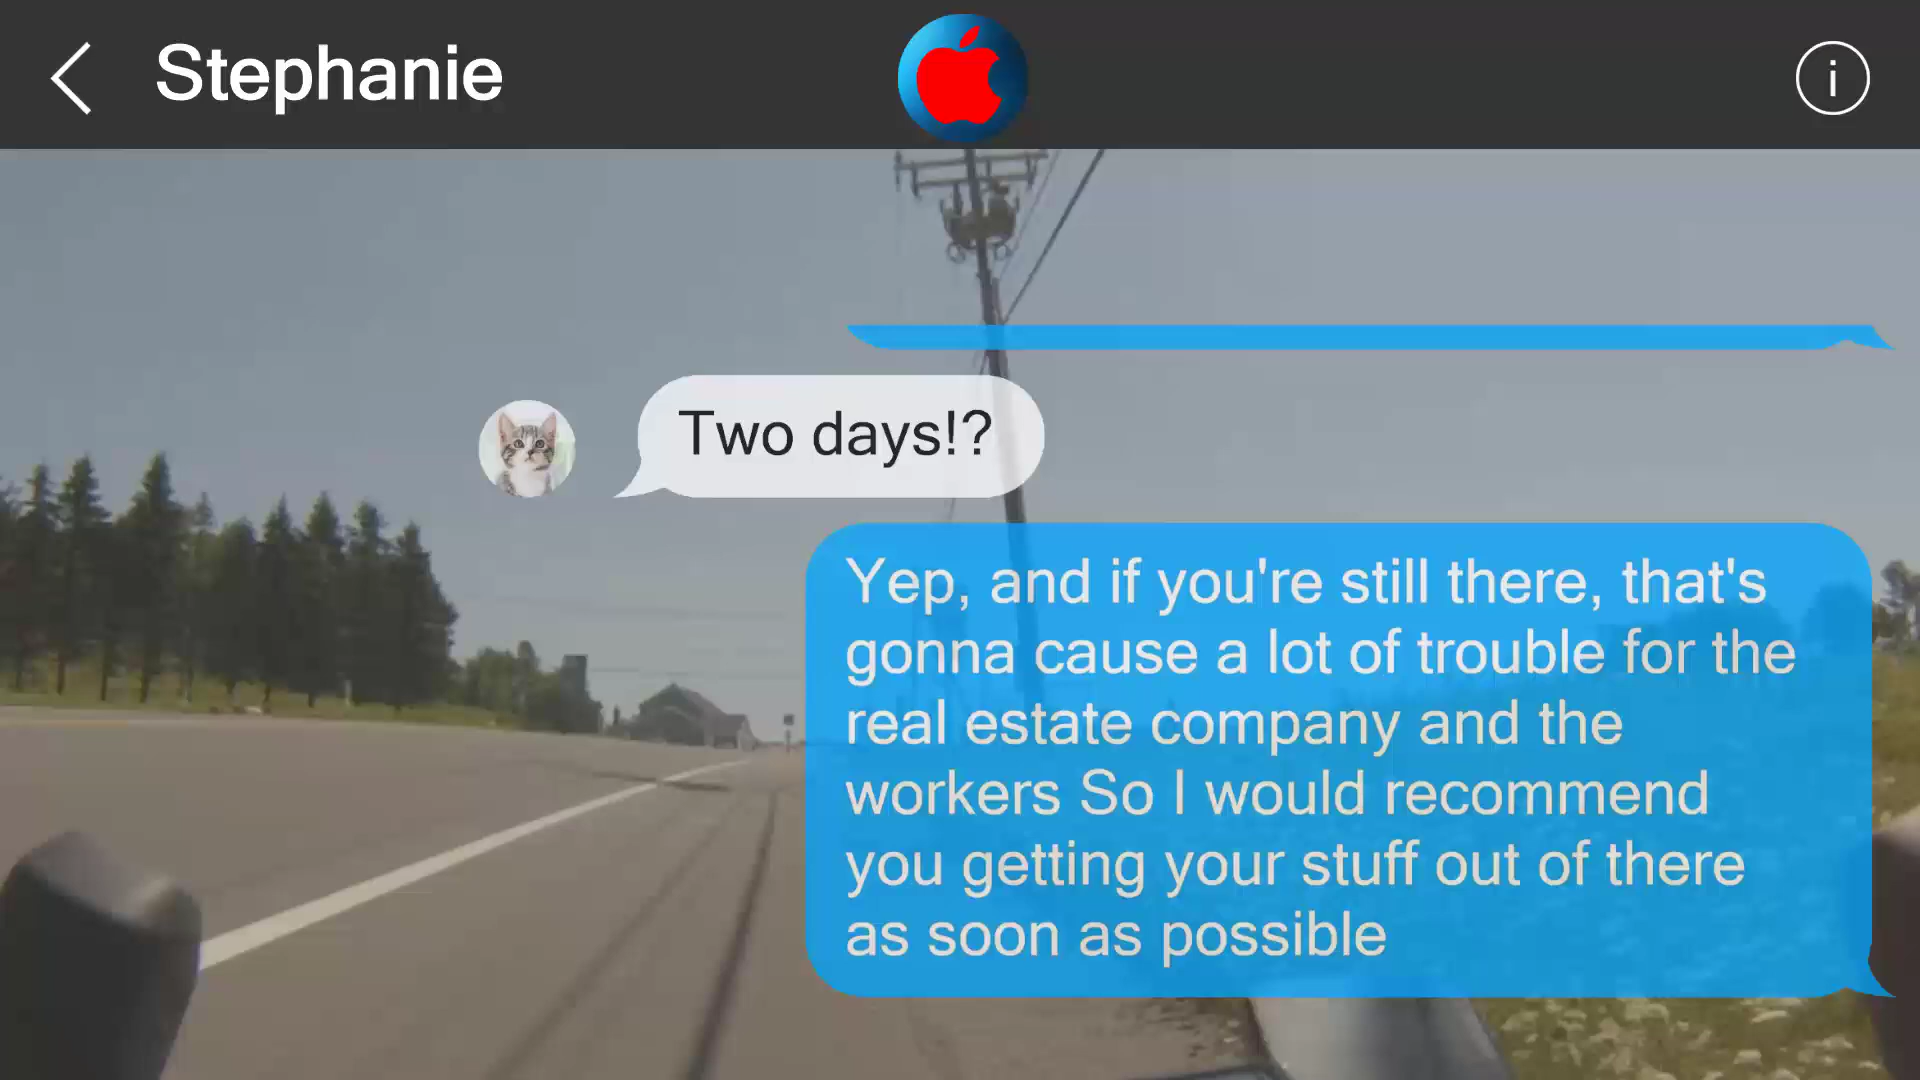 Stephanie
i
Two days!?
Yep, and if you're still there, that's
gonna cause a lot of trouble for the
real estate company and the
workers So I would recommend
you getting your stuff out of there
as soon as possible